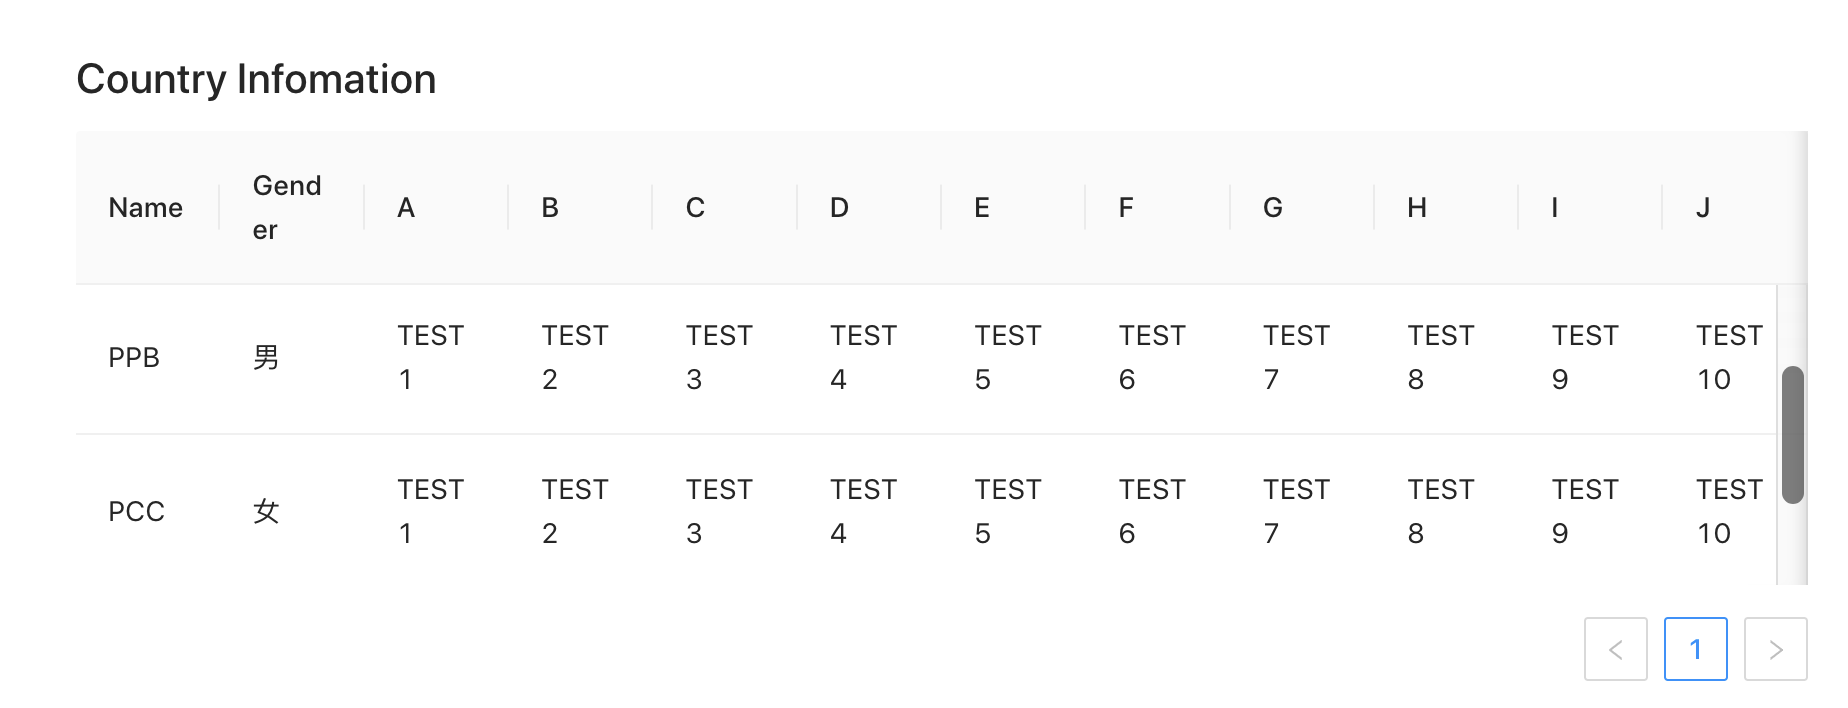 Country Infomation
Name Gend A B C D E F G H I J
er
PPB 男 TEST TEST TEST TEST TEST TEST TEST TEST TEST TEST
1 2 3 4 5 6 7 8 9 10
PCC 女 TEST TEST TEST TEST TEST TEST TEST TEST TEST TEST
1 2 3 4 5 6 7 8 9 10
< 1 >